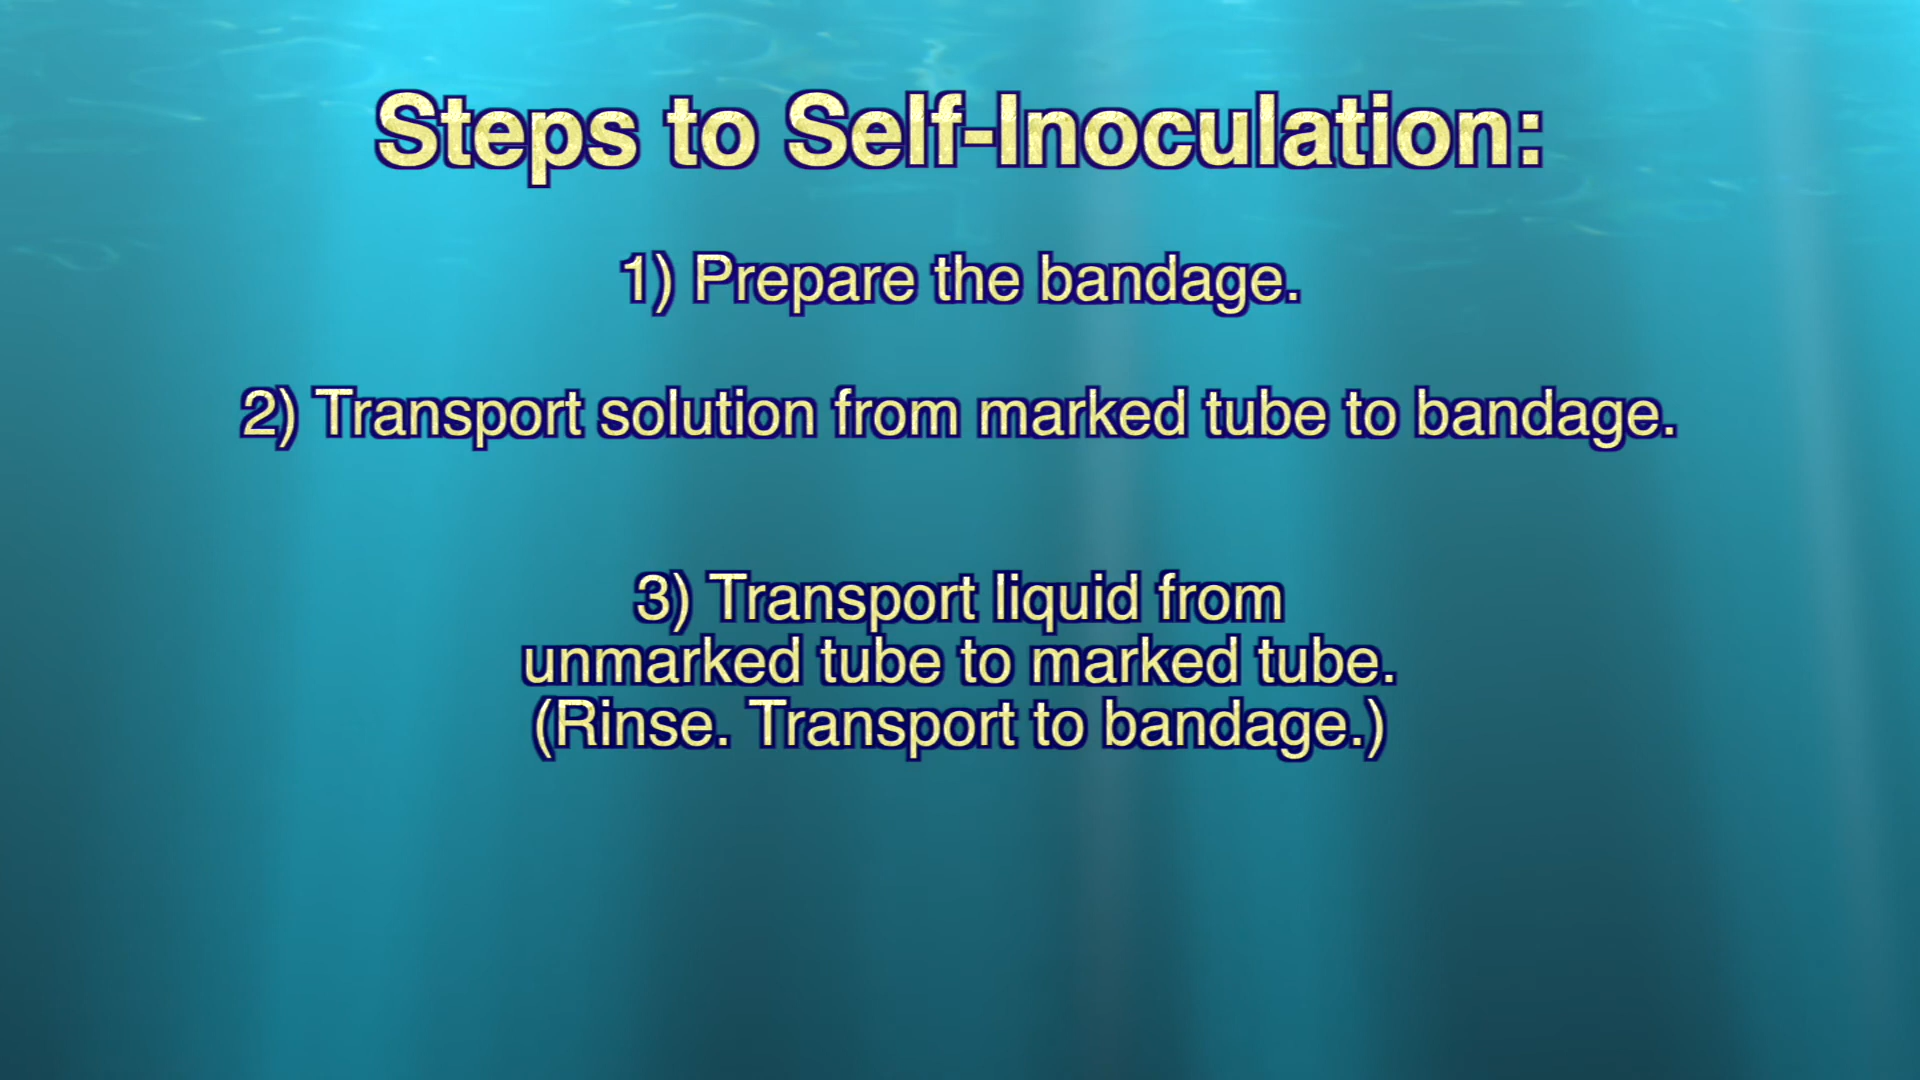 Steps to Self-Inoculation:
1) Prepare the bandage.
2) Transport solution from marked tube to bandage.
3) Transport liquid from
unmarked tube to marked tube.
(Rinse. Transport to bandage.)